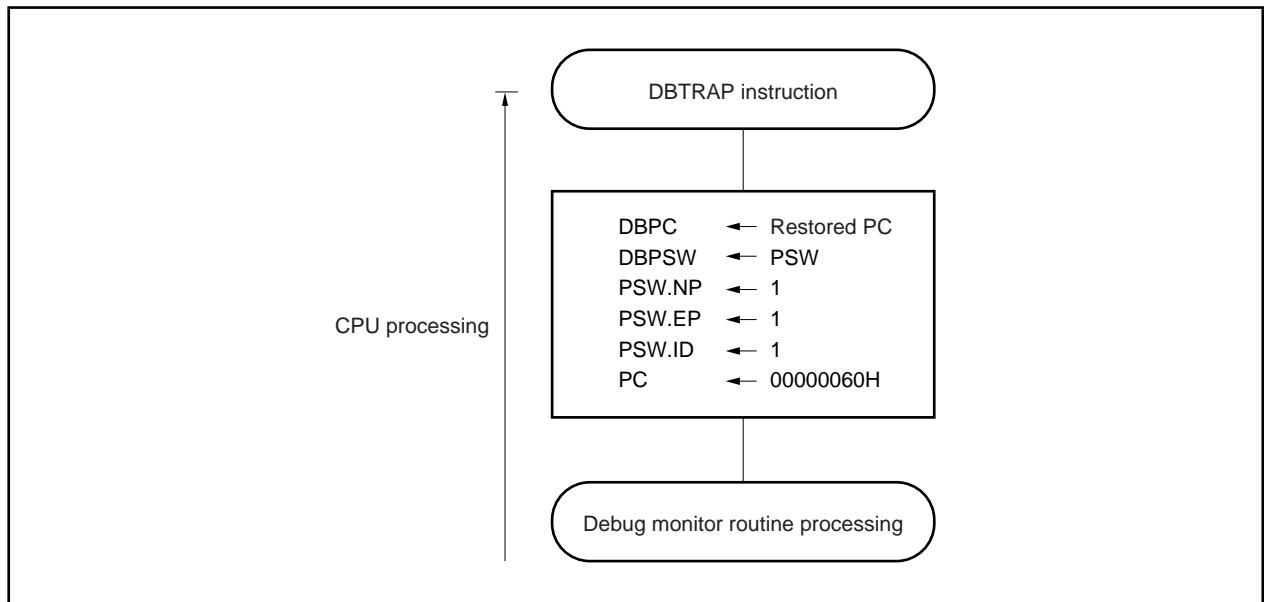 DBTRAP instruction
CPU processing
DBPC ← Restored PC
DBPSW ← PSW
PSW.NP ← 1
PSW.EP ← 1
PSW.ID ← 1
PC ← 00000060H
Debug monitor routine processing